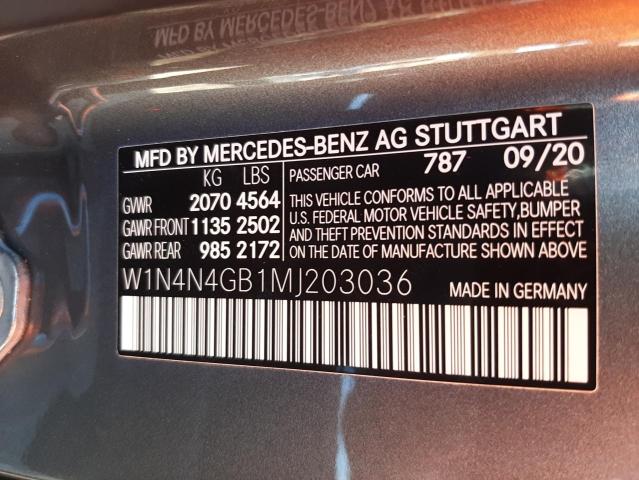 MFD BY MERCEDES-BENZ AG STUTTGART
KG LBS
GVWR 2070 4564
GAWR FRONT 1135 2502
GAWR REAR 985 2172
PASSENGER CAR 787 09/20
THIS VEHICLE CONFORMS TO ALL APPLICABLE
U.S. FEDERAL MOTOR VEHICLE SAFETY,BUMPER
AND THEFT PREVENTION STANDARDS IN EFFECT
ON THE DATE OF MANUFACTURE SHOWN ABOVE
W1N4N4GB1MJ203036
MADE IN GERMANY